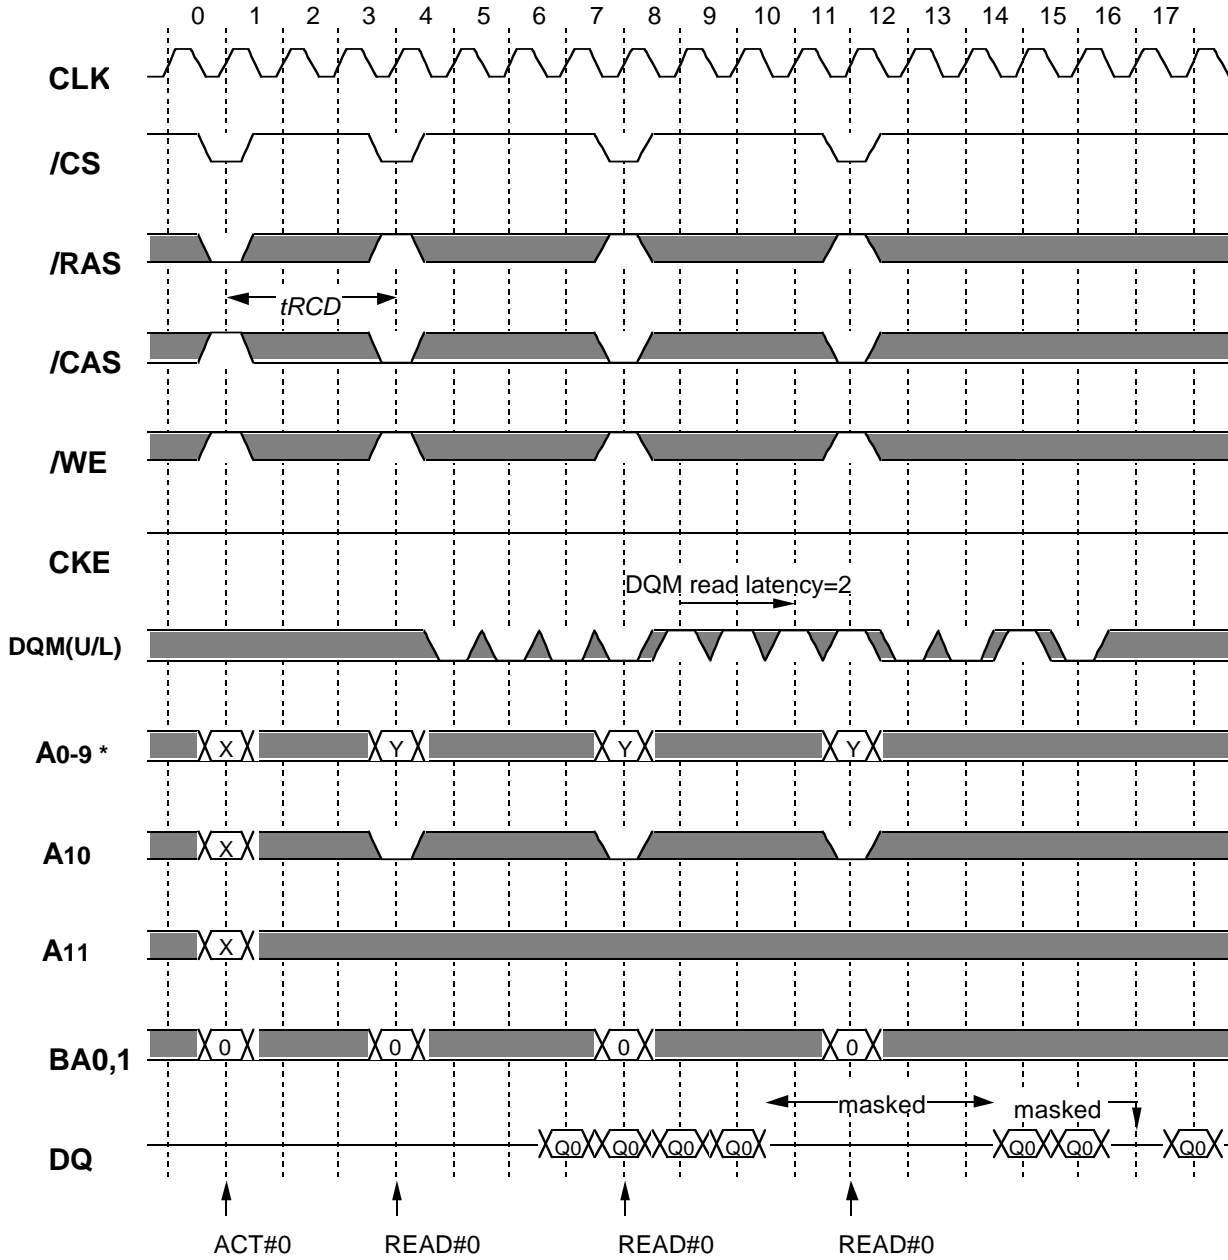 0 1 2 3 4 5 6 7 8 9 10 11 12 13 14 15 16 17
CLK
/CS
/RAS
tRCD
/CAS
/WE
CKE
DQM read latency=2
DQM(U/L)
A0-9 * X Y Y Y
A10 X
A11 X
BA0,1 0 0 0 0
masked masked
DQ Q0 Q0 Q0 Q0 Q0 Q0 Q0
ACT#0 READ#0 READ#0 READ#0